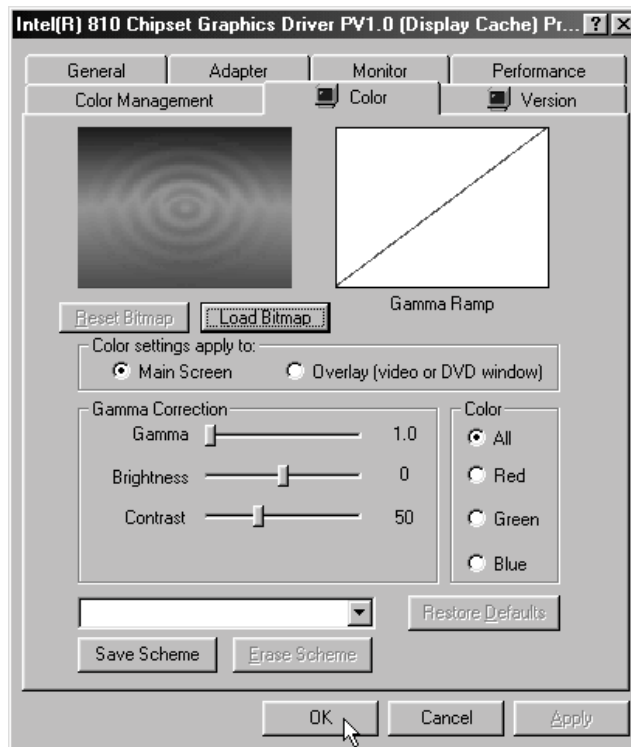 Intel(R) 810 Chipset Graphics Driver PV1.0 (Display Cache) Pr... ? X
General Adapter Monitor Performance
Color Management Color Version
Gamma Ramp
Reset Bitmap Load Bitmap
Color settings apply to:
Main Screen Overlay (video or DVD window)
Gamma Correction Color
Gamma 1.0 All
Brightness 0 Red
Contrast 50 Green
Blue
Restore Defaults
Save Scheme Erase Scheme
OK Cancel Apply